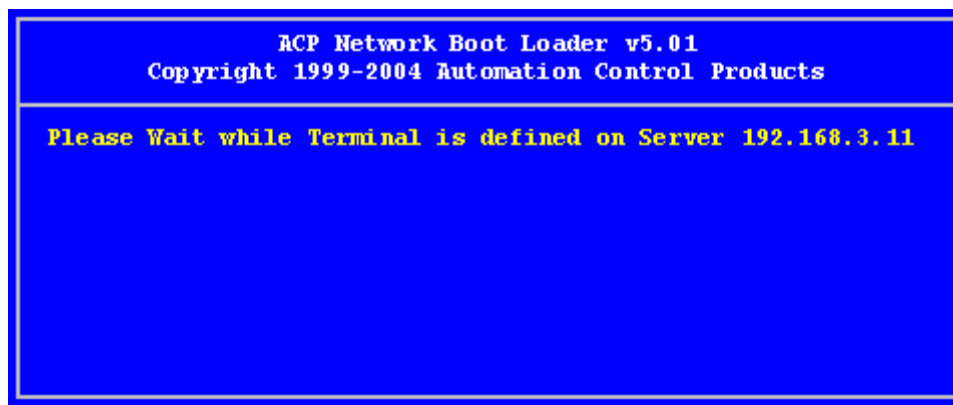 ACP Network Boot Loader v5.01
Copyright 1999-2004 Automation Control Products
Please Wait while Terminal is defined on Server 192.168.3.11